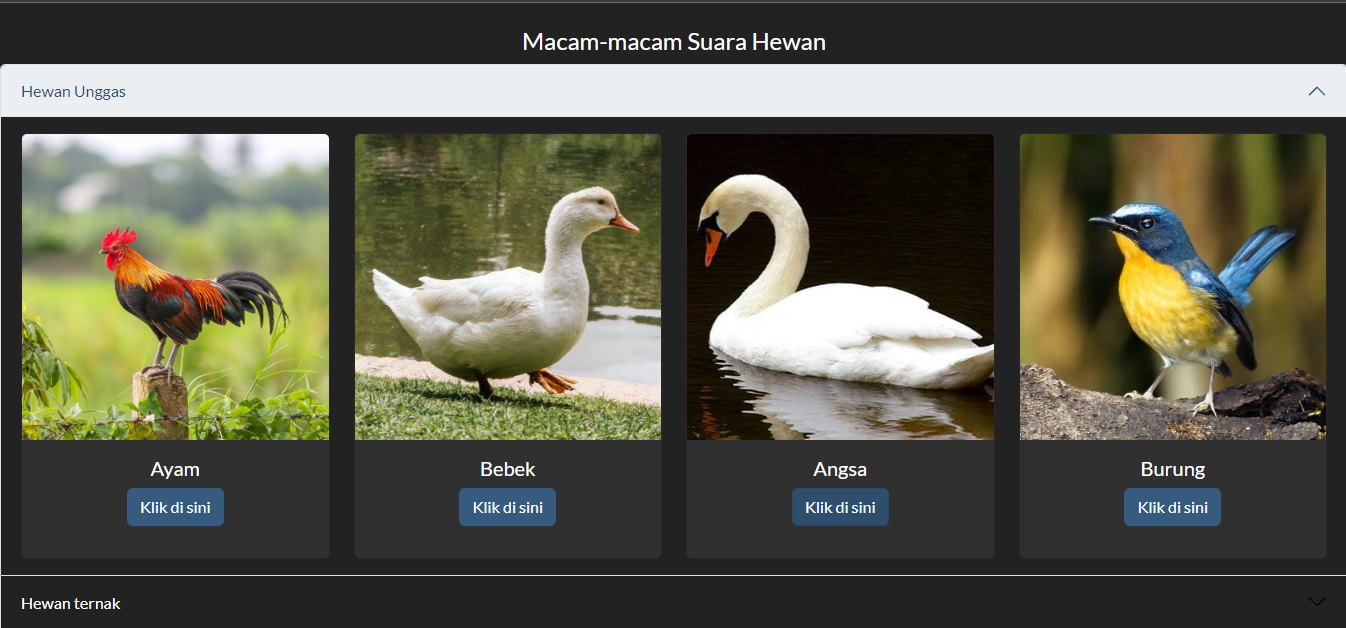 Macam-macam Suara Hewan
Hewan Unggas
Ayam
Klik di sini
Bebek
Klik di sini
Angsa
Klik di sini
Burung
Klik di sini
Hewan ternak